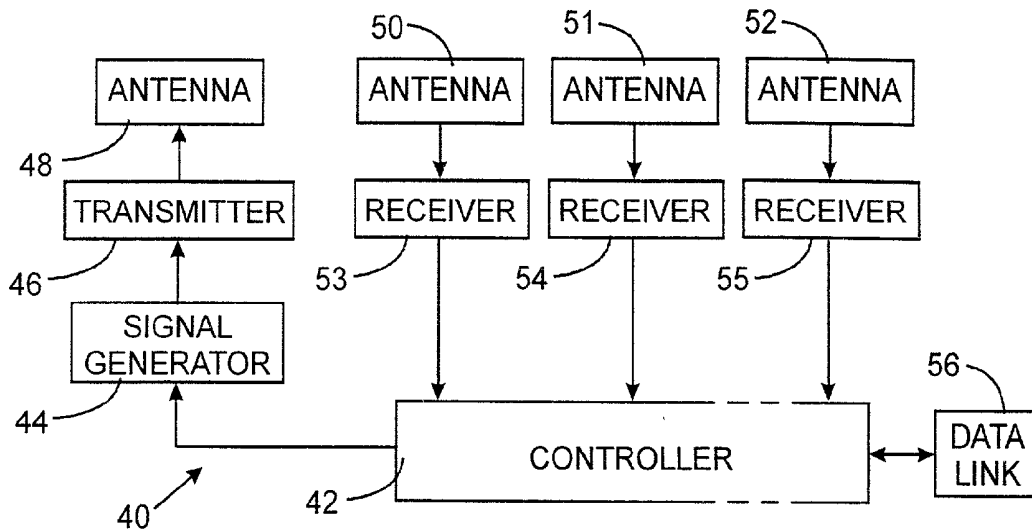 50
51
52
ANTENNA
ANTENNA
ANTENNA
ANTENNA
48
TRANSMITTER
RECEIVER
RECEIVER
RECEIVER
46
53
54
55
SIGNAL
GENERATOR
44
56
CONTROLLER
DATA
LINK
42
40